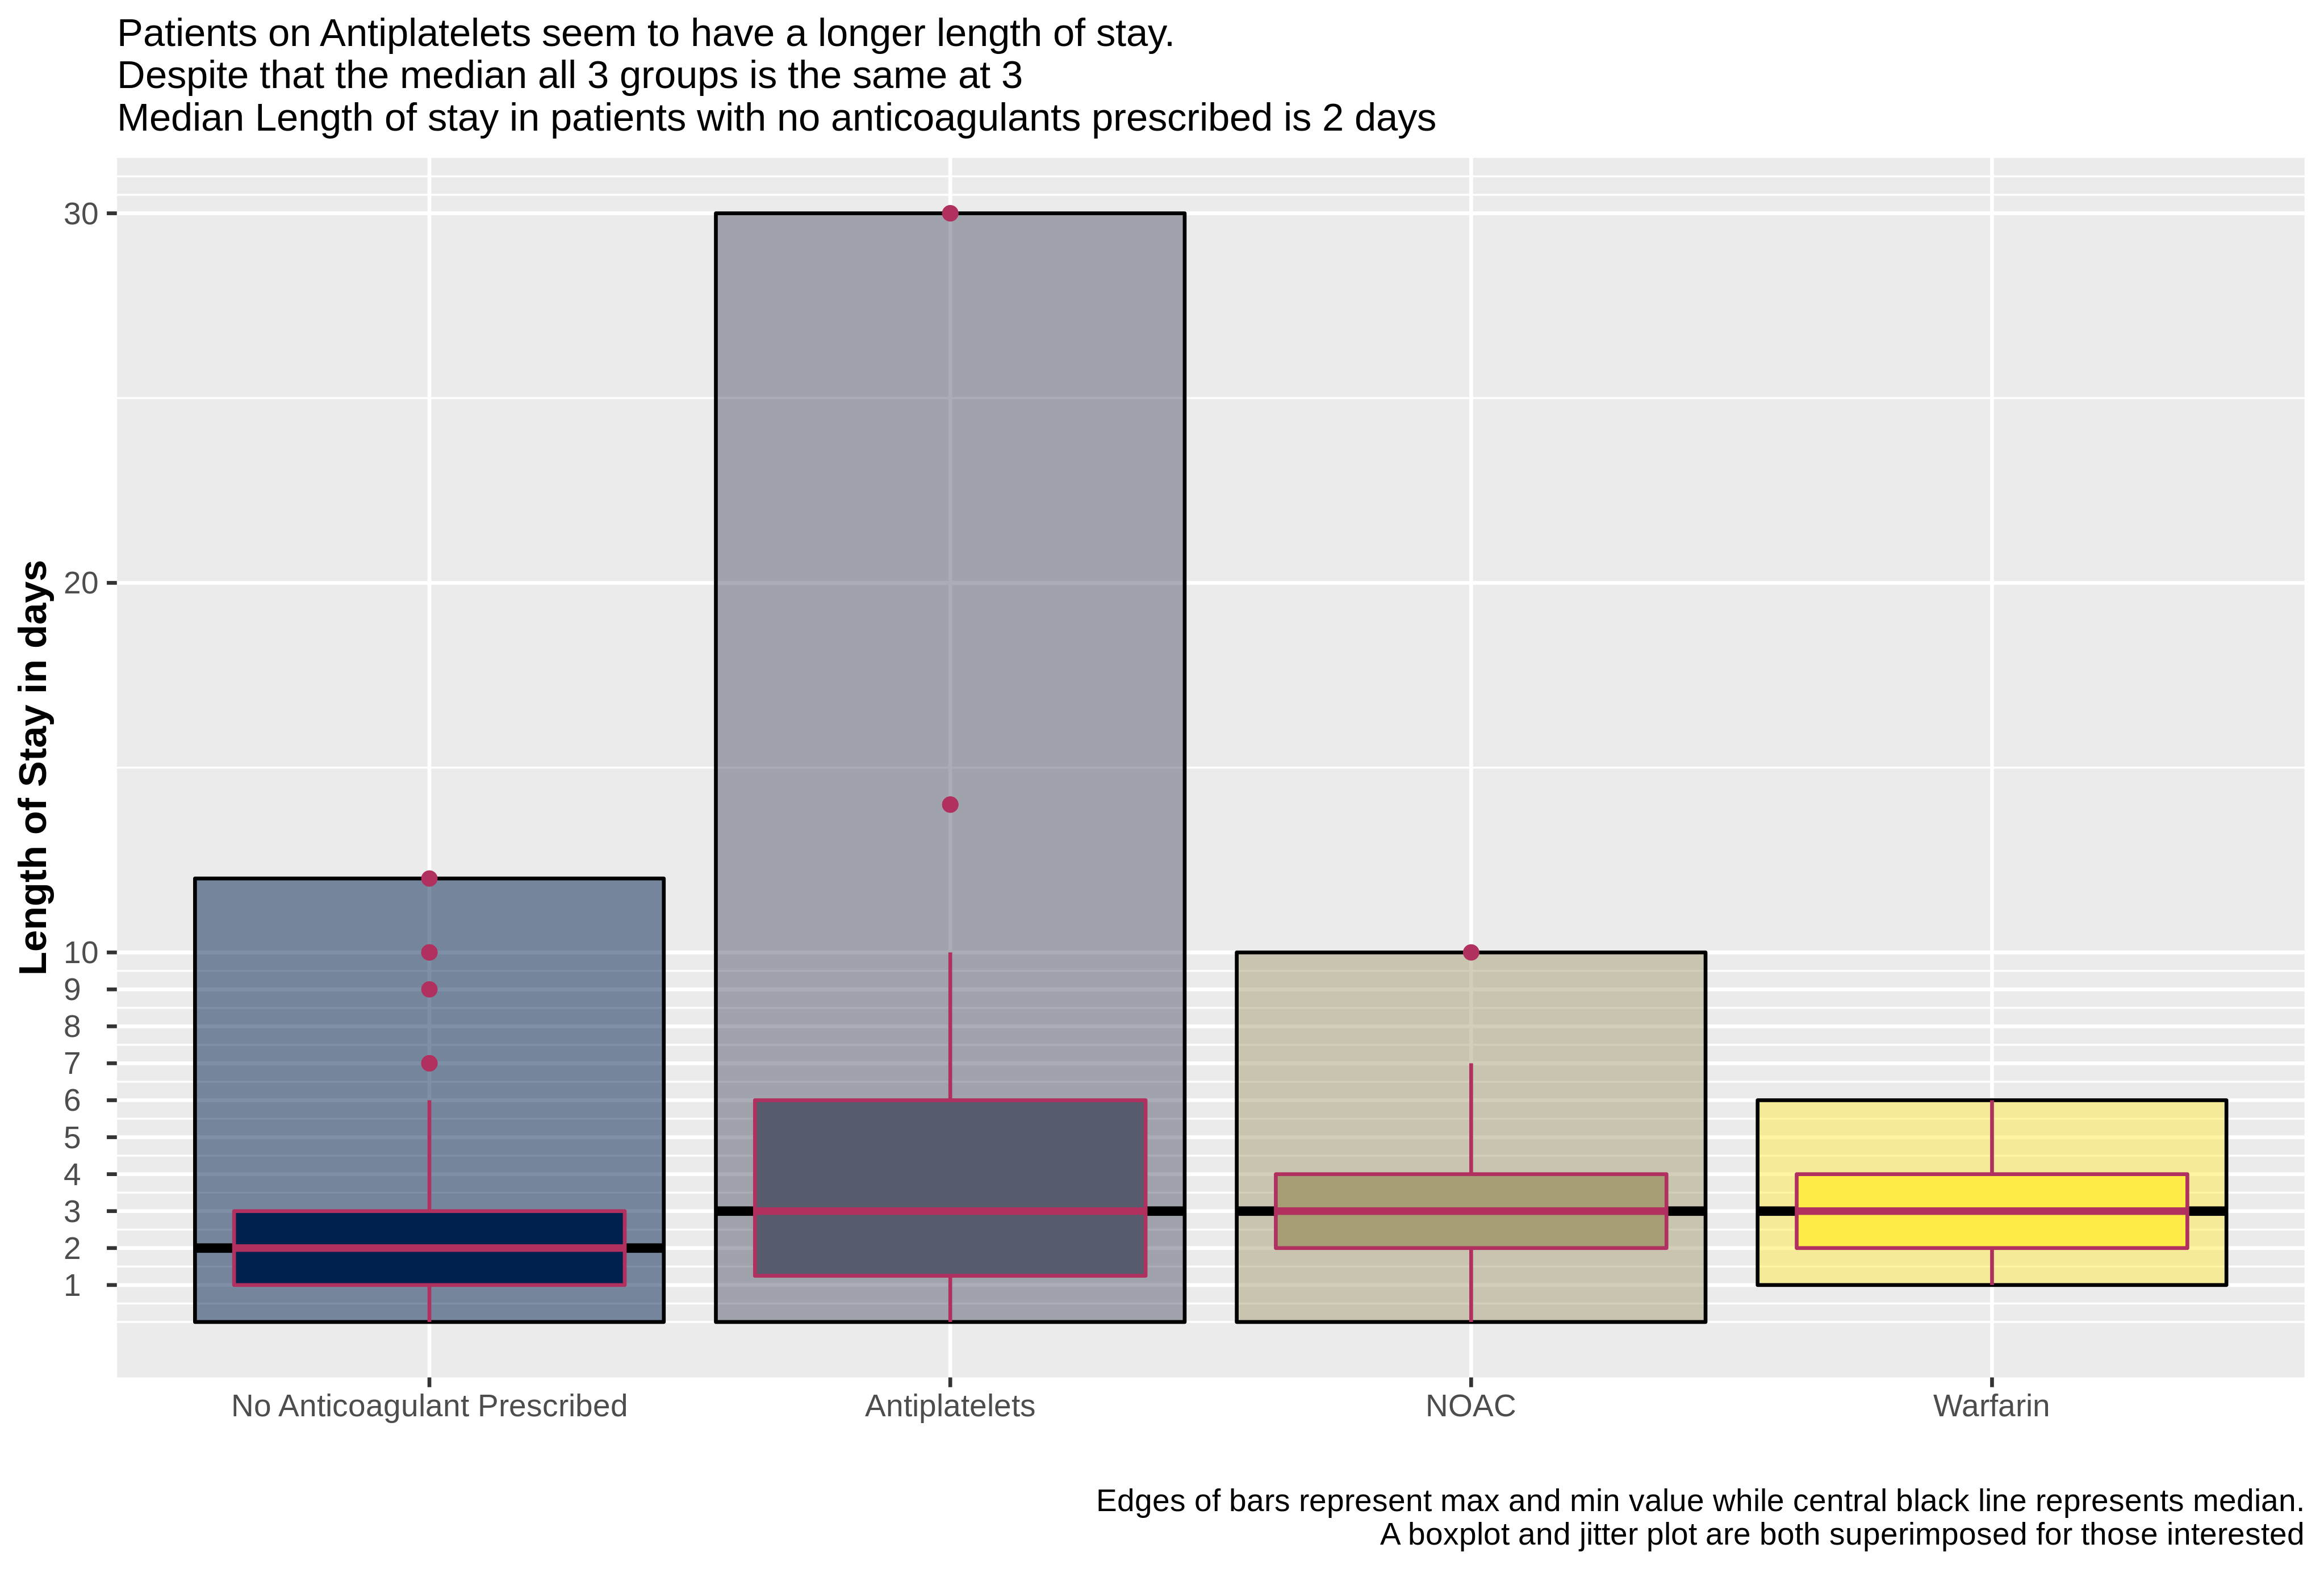 Patients on Antiplatelets seem to have a longer length of stay.
Despite that the median all 3 groups is the same at 3
Median Length of stay in patients with no anticoagulants prescribed is 2 days
Length of Stay in days
30
20
10
9
8
7
6
5
4
3
2
1
No Anticoagulant Prescribed
Antiplatelets
NOAC
Warfarin
Edges of bars represent max and min value while central black line represents median.
A boxplot and jitter plot are both superimposed for those interested